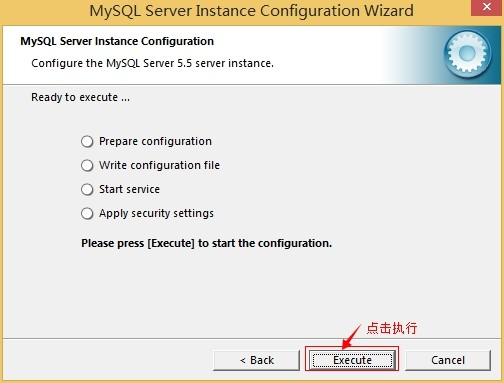 MySQL Server Instance Configuration Wizard
MySQL Server Instance Configuration
Configure the MySQL Server 5.5 server instance.
Ready to execute ...
Prepare configuration
Write configuration file
Start service
Apply security settings
Please press [Execute] to start the configuration.
点击执行
< Back
Execute
Cancel